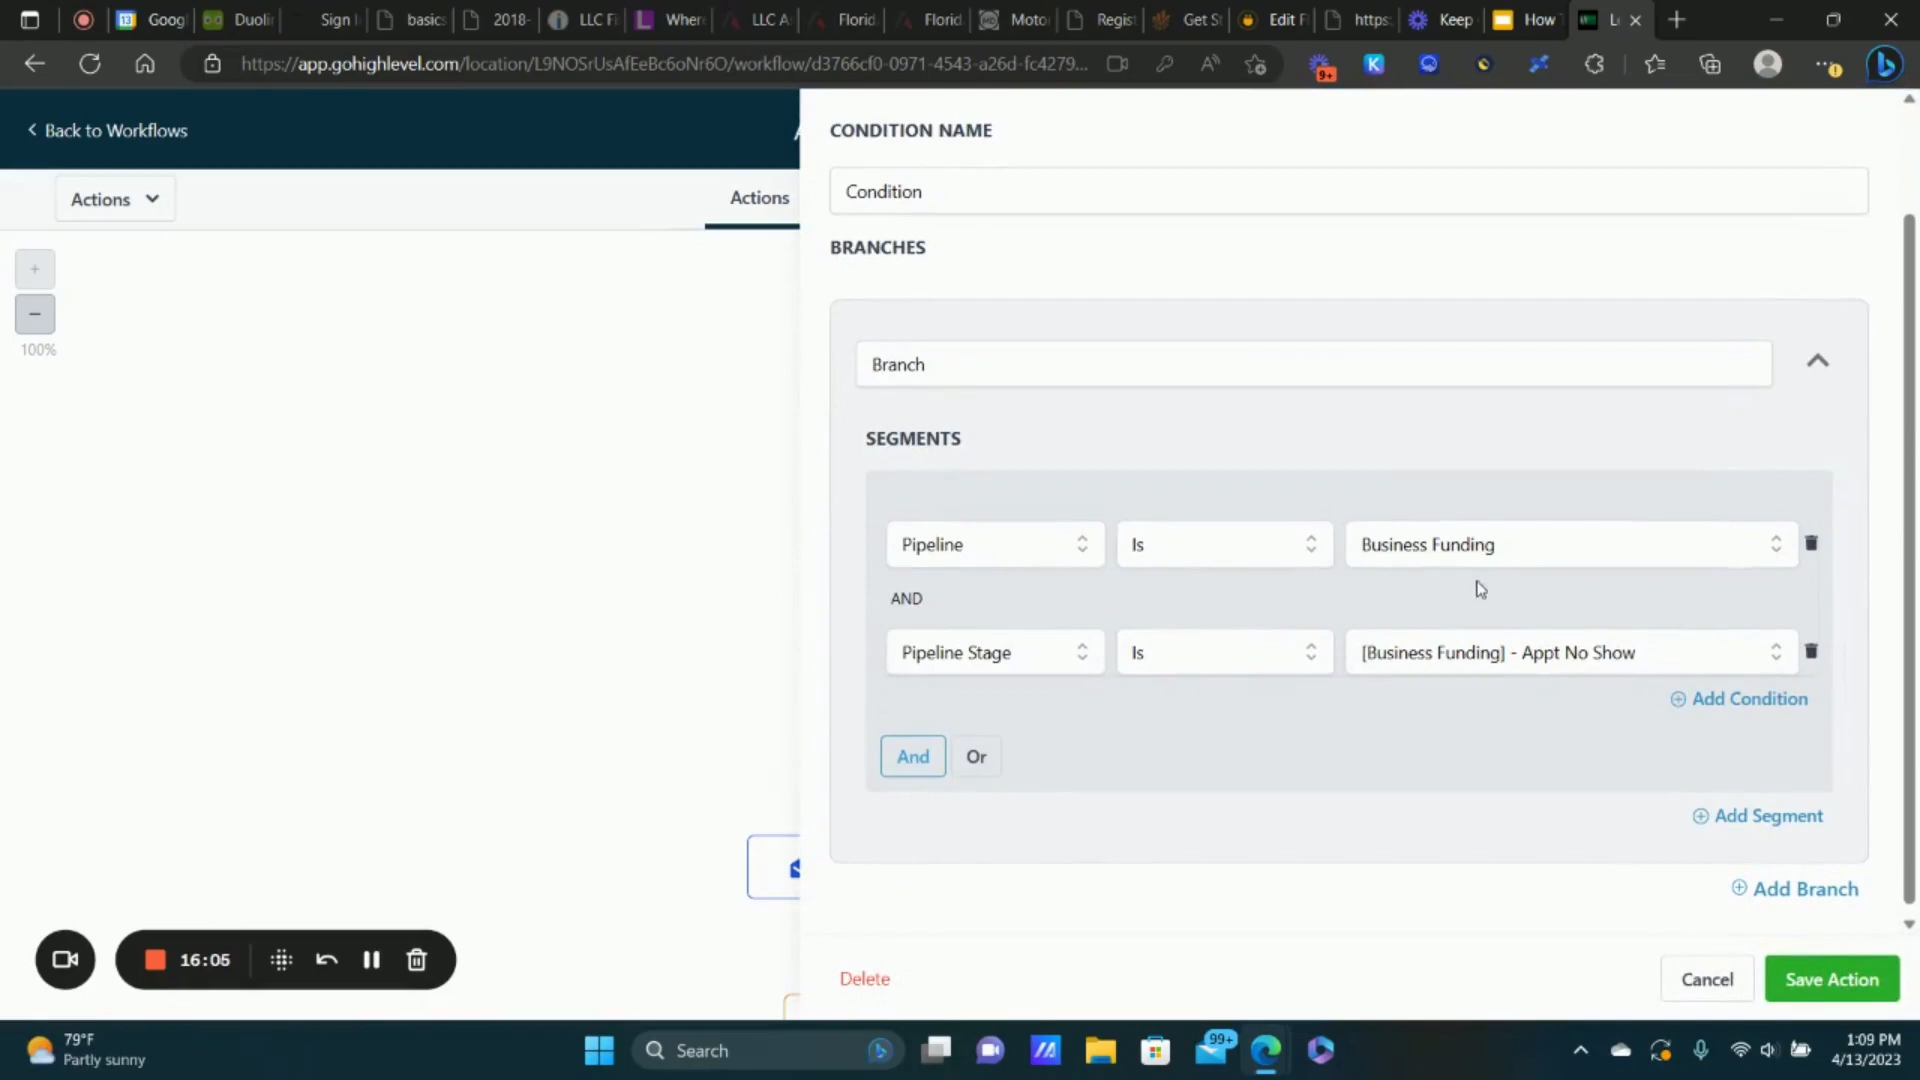 Goog
Duolin
Sign I
basics
2018-
LLC Fi
Wher
LLC A
Florid
Florid
Moto
Regis
Get St
Edit F
https:
Keep
How
L
https://app.gohighlevel.com/location/L9NOSrUsAfEeBc6oNr6O/workflow/d3766cf0-0971-4543-a26d-fc4279...
9+
K
Back to Workflows
Actions
Actions
100%
CONDITION NAME
Condition
BRANCHES
Branch
SEGMENTS
Pipeline
Is
Business Funding
AND
Pipeline Stage
Is
[Business Funding] - Appt No Show
Add Condition
And
Or
Add Segment
Add Branch
16:05
Delete
Cancel
Save Action
79°F
Partly sunny
Search
99+
1:09 PM
4/13/2023